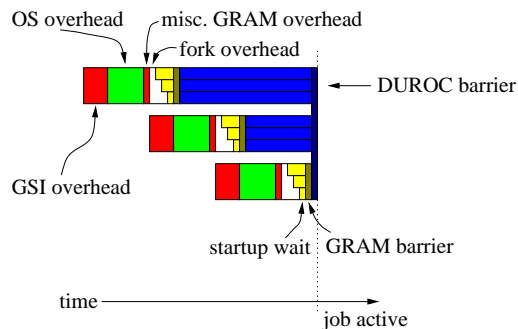 OS overhead
misc. GRAM overhead
fork overhead
DUROC barrier
GSI overhead
startup wait
GRAM barrier
time
job active